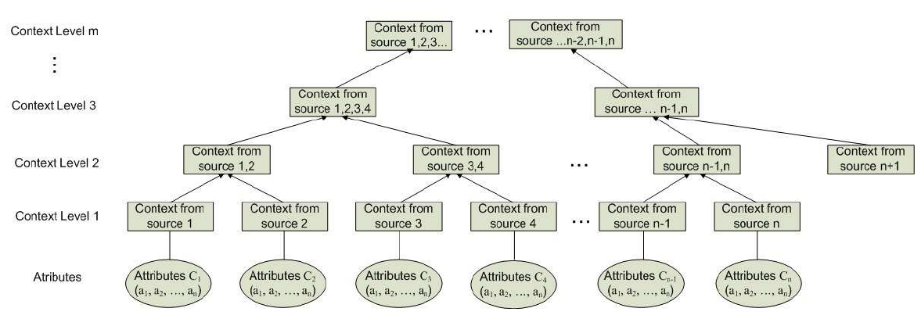 Context Level m
Context from
source 1,2,3...
...
Context from
source ...n-2,n-1,n
Context Level 3
Context from
source 1,2,3,4
Context from
source ... n-1,n
Context Level 2
Context from
source 1,2
Context from
source 3,4
...
Context from
source n-1,n
Context from
source n+1
Context Level 1
Context from
source 1
Context from
source 2
Context from
source 3
Context from
source 4
...
Context from
source n-1
Context from
source n
Atributes
Attributes C1
(a1, a2, ..., an)
Attributes C2
(a1, a2, ..., an)
Attributes C3
(a1, a2, ..., an)
Attributes C4
(a1, a2, ..., an)
Attributes Cn-1
(a1, a2, ..., an)
Attributes Cn
(a1, a2, ..., an)